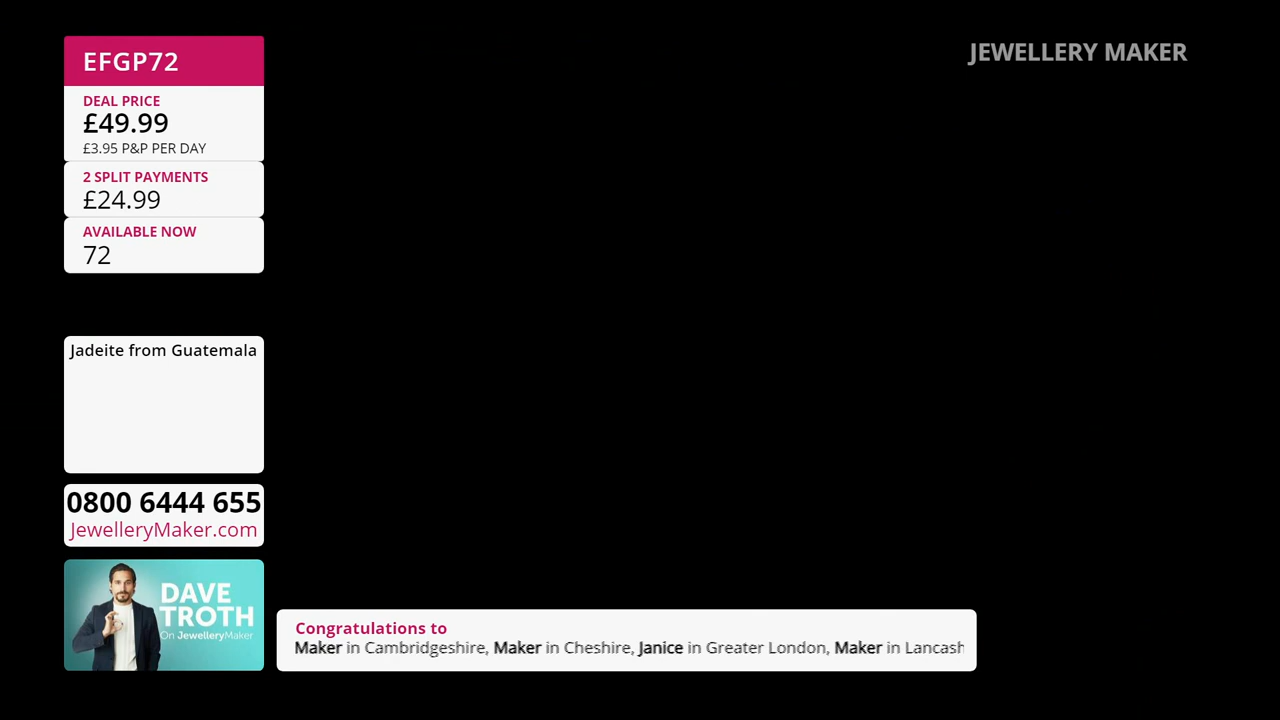 EFGP72
DEAL PRICE
£49.99
£3.95 P&P PER DAY
2 SPLIT PAYMENTS
£24.99
AVAILABLE NOW
72
JEWELLERY MAKER
Jadeite from Guatemala
0800 6444 655
JewelleryMaker.com
DAVE
TROTH
On JewelleryMaker
Congratulations to
Maker in Cambridgeshire, Maker in Cheshire, Janice in Greater London, Maker in Lancash